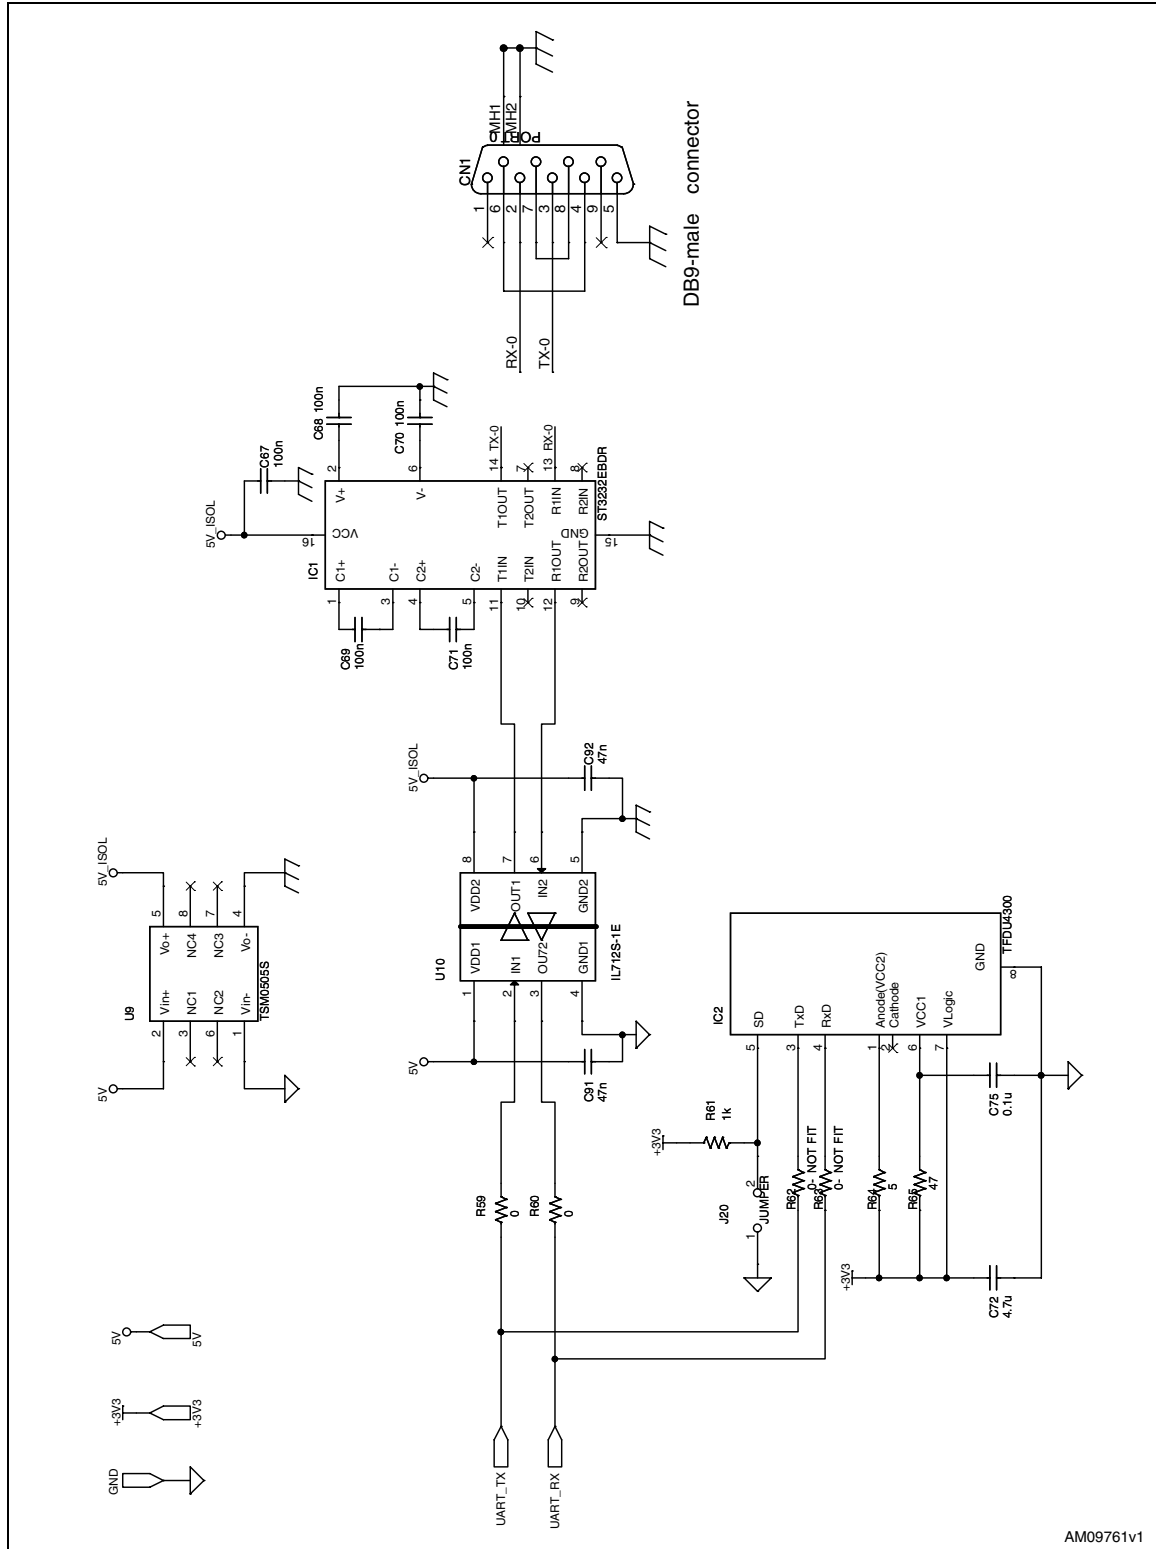 MH1
MH2
PORT_0
CN1
1
6
2
7
3
8
4
9
5
DB9-male connector
RX-0
TX-0
C67
100n
C68 100n
C70 100n
5V_ISOL
2
6
14 TX-0
7
13 RX-0
8
V+
V-
T1OUT
T2OUT
R1IN
R2IN
ST3232EBDR
16
VCC
GND
15
IC1
C1+
C1-
C2+
C2-
T1IN
T2IN
R1OUT
R2OUT
1
3
4
5
11
10
12
9
C69
100n
C71
100n
5V_ISOL
C92
47n
8
7
6
5
VDD2
OUT1
IN2
GND2
U10
VDD1
IN1
OU72
GND1
IL712S-1E
1
2
3
4
5V
C91
47n
5V_ISOL
5
8
7
4
Vo+
NC4
NC3
Vo-
U9
Vin+
NC1
NC2
Vin-
TSM0505S
2
3
6
1
5V
IC2
TFDU4300
GND
8
SD
TxD
RxD
Anode(VCC2)
Cathode
VCC1
VLogic
5
3
4
1
2
6
7
R61
1k
+3V3
C75
0.1u
J20
JUMPER
2
1
R62
0- NOT FIT
R63
0- NOT FIT
R64
5
R65
47
+3V3
C72
4.7u
R59
0
R60
0
5V
5V
+3V3
+3V3
GND
UART_TX
UART_RX
AM09761v1